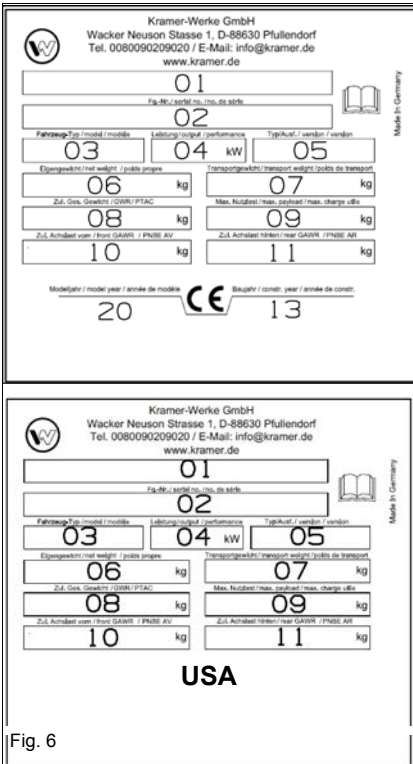 Kramer-Werke GmbH
Wacker Neuson Stasse 1, D-88630 Pfullendorf
Tel. 0080090209020 / E-Mail: info@kramer.de
www.kramer.de
01
Fg.-Nr./ serial no. /no. de série
02
Made In Germany
Fahrzeug-Typ / model / modéle Leistung / output / performance Typ/Ausf. / version / version
03 04 kW 05
Eigengewicht / net weight / poids propre Transportgewicht / transport weight / poids de transport
06 kg 07 kg
Zul. Ges. Gewicht / GWR / PTAC Max. Nutzlast / max. payload / max. charge utile
08 kg 09 kg
Zul. Achslast vorn / front GAWR / PNBE AV Zul. Achslast hinten / rear GAWR / PNBE AR
10 kg 11 kg
Modelljahr / model year / année de modèle CE Baujahr / constr. year / année de constr.
20 13
Kramer-Werke GmbH
Wacker Neuson Strasse 1, D-88630 Pfullendorf
Tel. 0080090209020 / E-Mail: info@kramer.de
www.kramer.de
01
Fg.-Nr./ serial no. /no. de série
02
Made In Germany
Fahrzeug-Typ / model / modéle Leistung / output / performance Typ/Ausf. / version / version
03 04 kW 05
Eigengewicht / net weight / poids propre Transportgewicht / transport weight / poids de transport
06 kg 07 kg
Zul. Ges. Gewicht / GWR / PTAC Max. Nutzlast / max. payload / max. charge utile
08 kg 09 kg
Zul. Achslast vorn / front GAWR / PNBE AV Zul. Achslast hinten / rear GAWR / PNBE AR
10 kg 11 kg
USA
Fig. 6